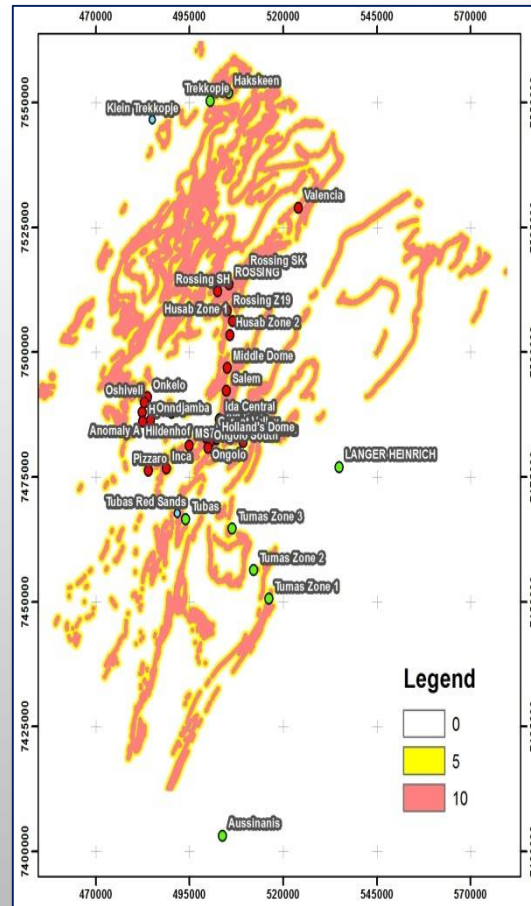 470000 495000 520000 545000 570000
7550000
7525000
7500000
7475000
7450000
7425000
7400000
Hakskeen
Trekkopje
Klein Trekkopje
Valencia
Rossing SK
ROSSING
Rossing SH
Rossing Z19
Husab Zone 1
Husab Zone 2
Middle Dome
Salem
Onkelo
Oshiveli
Onndjamba
Ida Central
Holland's Dome
Anomaly A
Hildenhof
Ongolo South
Ongolo
LANGER HEINRICH
Pizzaro
Inca
Tubas Red Sands
Tubas
Tumas Zone 3
Tumas Zone 2
Tumas Zone 1
Aussinanis
Legend
0
5
10
470000 495000 520000 545000 570000